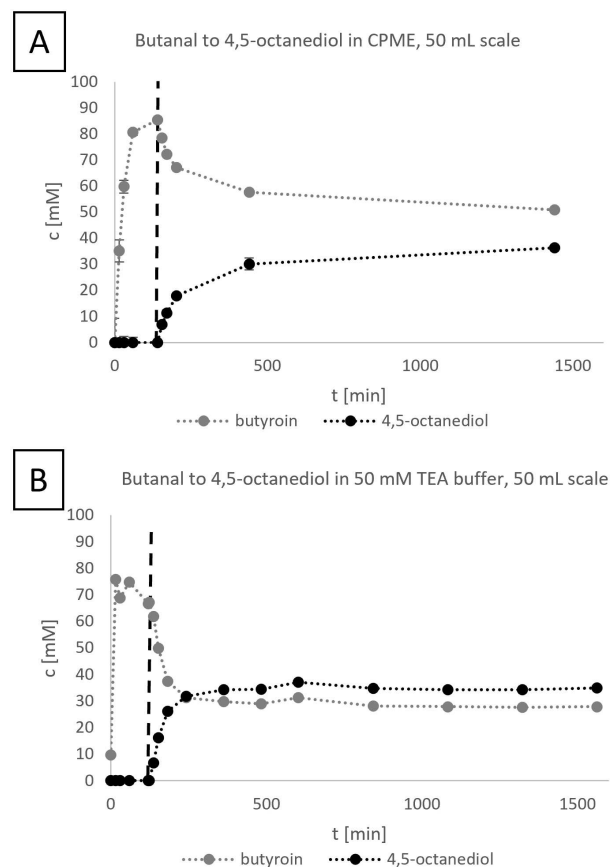 A
Butanal to 4,5-octanediol in CPME, 50 mL scale
100
90
80
70
60
50
40
30
20
10
0
c [mM]
0 500 1000 1500
t [min]
butyroin 4,5-octanediol
B
Butanal to 4,5-octanediol in 50 mM TEA buffer, 50 mL scale
100
90
80
70
60
50
40
30
20
10
0
c [mM]
0 500 1000 1500
t [min]
butyroin 4,5-octanediol